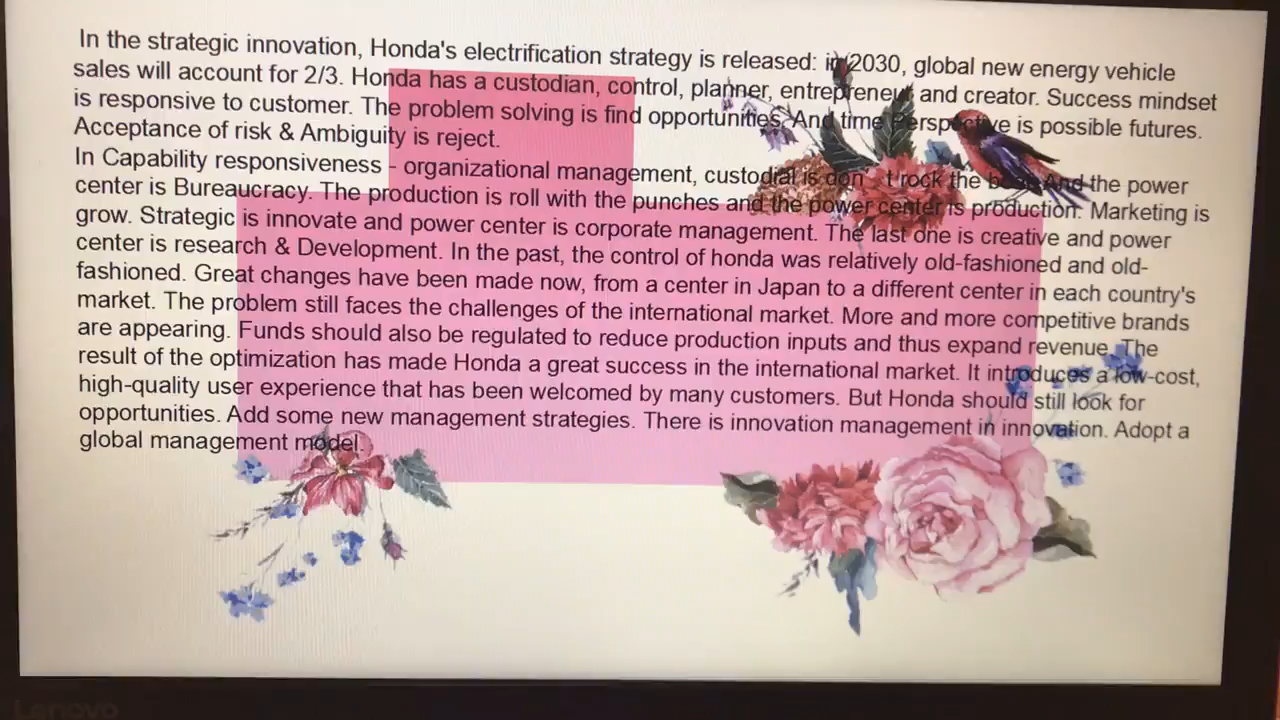 In the strategic innovation, Honda's electrification strategy is released: in 2030, global new energy vehicle
sales will account for 2/3. Honda has a custodian, control, planner, entrepreneur and creator. Success mindset
is responsive to customer. The problem solving is find opportunities. And time Perspective is possible futures.
Acceptance of risk & Ambiguity is reject.
In Capability responsiveness - organizational management, custodial is don' t rock the boat. And the power
center is Bureaucracy. The production is roll with the punches and the power center is production. Marketing is
grow. Strategic is innovate and power center is corporate management. The last one is creative and power
center is research & Development. In the past, the control of honda was relatively old-fashioned and old-
fashioned. Great changes have been made now, from a center in Japan to a different center in each country's
market. The problem still faces the challenges of the international market. More and more competitive brands
are appearing. Funds should also be regulated to reduce production inputs and thus expand revenue. The
result of the optimization has made Honda a great success in the international market. It introduces a low-cost,
high-quality user experience that has been welcomed by many customers. But Honda should still look for
opportunities. Add some new management strategies. There is innovation management in innovation. Adopt a
global management model.
Lenovo